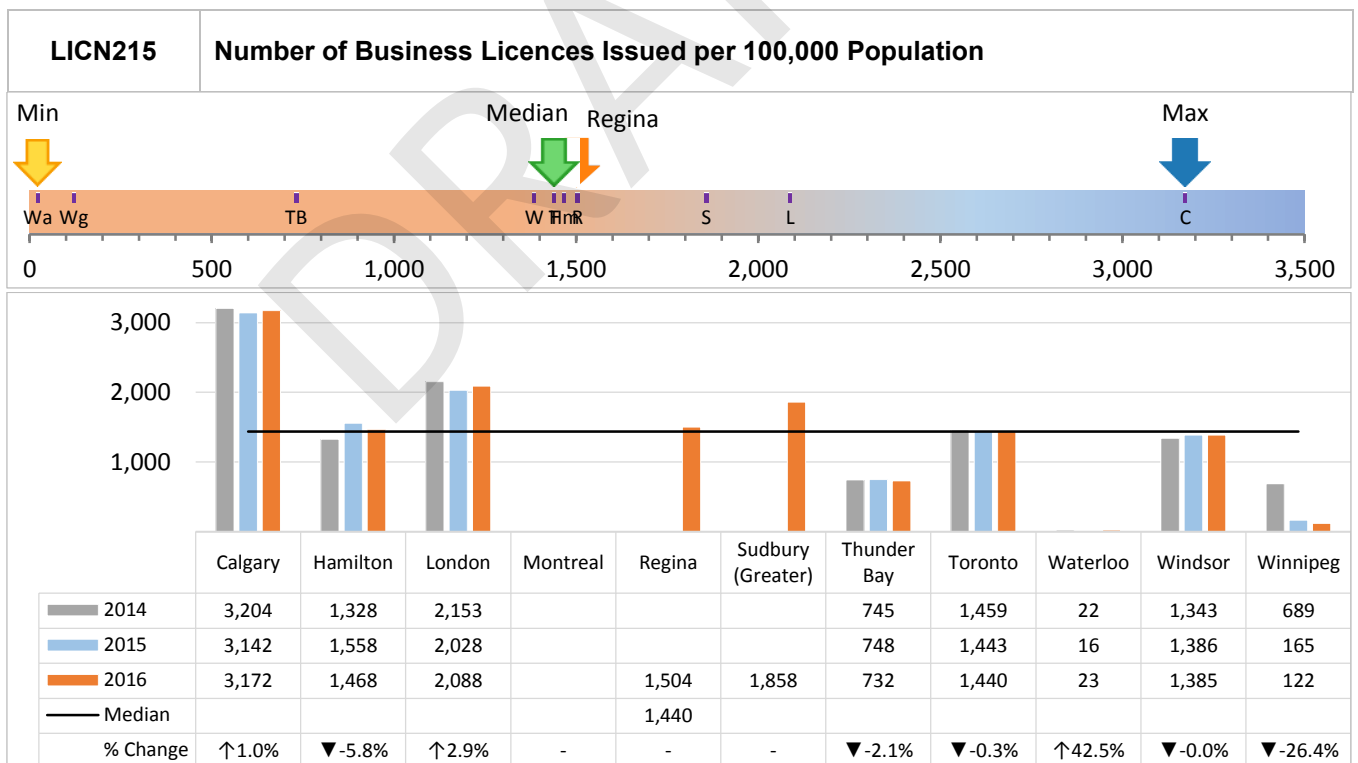 LICN215 Number of Business Licences Issued per 100,000 Population
Min Median Regina Max
Wa Wg TB W T Hm R S L C
0 500 1,000 1,500 2,000 2,500 3,000 3,500
3,000
2,000
1,000
Calgary Hamilton London Montreal Regina Sudbury (Greater) Thunder Bay Toronto Waterloo Windsor Winnipeg
2014 3,204 1,328 2,153 745 1,459 22 1,343 689
2015 3,142 1,558 2,028 748 1,443 16 1,386 165
2016 3,172 1,468 2,088 1,504 1,858 732 1,440 23 1,385 122
Median 1,440
% Change ↑1.0% ▼-5.8% ↑2.9% - - - ▼-2.1% ▼-0.3% ↑42.5% ▼-0.0% ▼-26.4%